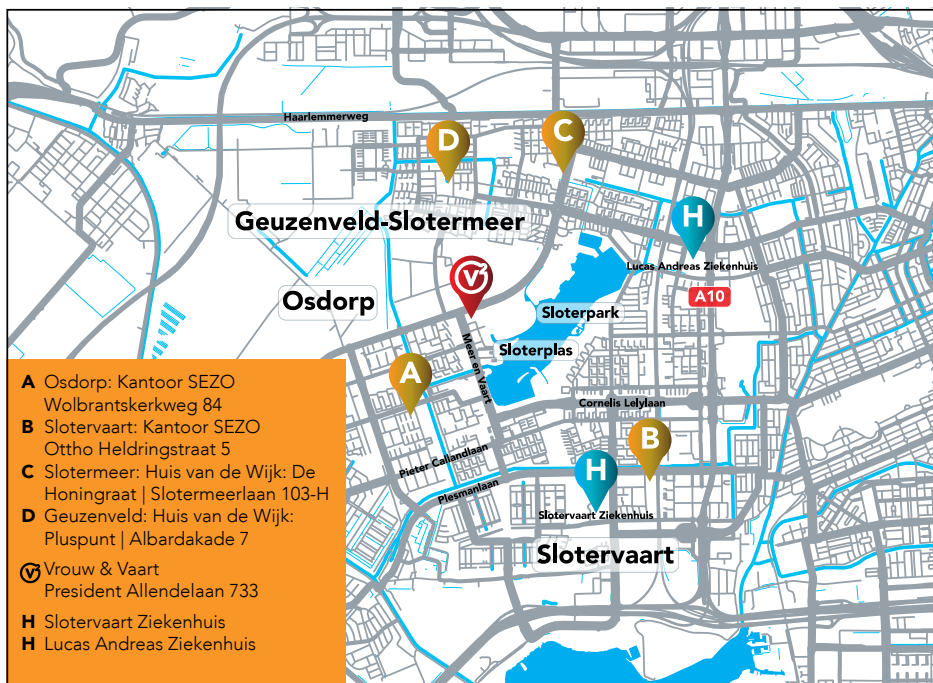 Haarlemmerweg
D
C
Geuzenveld-Slotermeer
H
Lucas Andreas Ziekenhuis
A10
V
Osdorp
Sloterpark
Sloterplas
Meer en Vaart
A
Cornelis Lelylaan
B
Pieter Callandlaan
H
Plesmanlaan
Slotervaart Ziekenhuis
Slotervaart
A Osdorp: Kantoor SEZO
Wolbrantskerkweg 84
B Slotervaart: Kantoor SEZO
Ottho Heldringstraat 5
C Slotermeer: Huis van de Wijk: De
Honingraat | Slotermeerlaan 103-H
D Geuzenveld: Huis van de Wijk:
Pluspunt | Albardakade 7
V Vrouw & Vaart
President Allendelaan 733
H Slotervaart Ziekenhuis
H Lucas Andreas Ziekenhuis